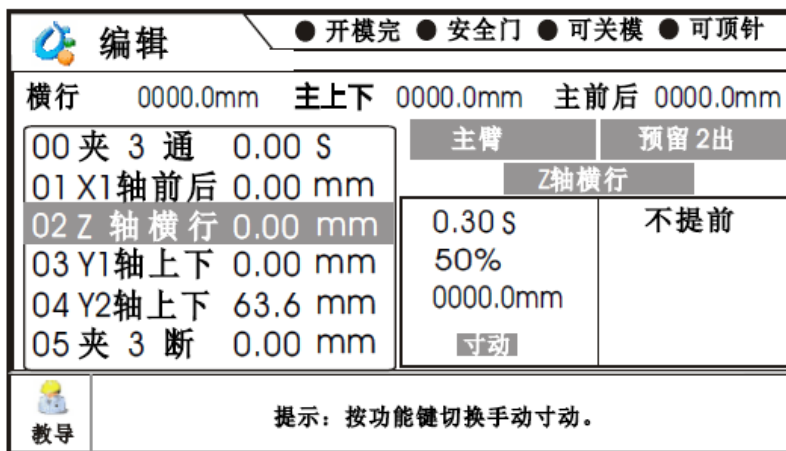 编辑 ● 开模完 ● 安全门 ● 可关模 ● 可顶针
横行 0000.0mm 主上下 0000.0mm 主前后 0000.0mm
00 夹 3 通 0.00 S
01 X1轴前后 0.00 mm
02 Z 轴横行 0.00 mm
03 Y1轴上下 0.00 mm
04 Y2轴上下 63.6 mm
05 夹 3 断 0.00 mm
主臂 预留2出
Z轴横行
0.30 S 不提前
50%
0000.0mm
寸动
教导 提示：按功能键切换手动寸动。